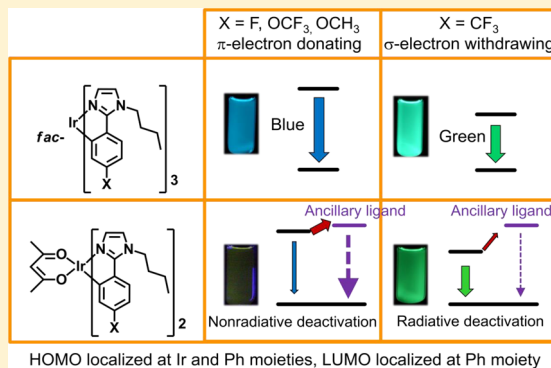 X = F, OCF₃, OCH₃
π-electron donating
X = CF₃
σ-electron withdrawing
fac-
Ir
N
N
X
3
Blue
Green
O
O
Ir
N
N
X
2
Ancillary ligand
Nonradiative deactivation
Ancillary ligand
Radiative deactivation
HOMO localized at Ir and Ph moieties, LUMO localized at Ph moiety